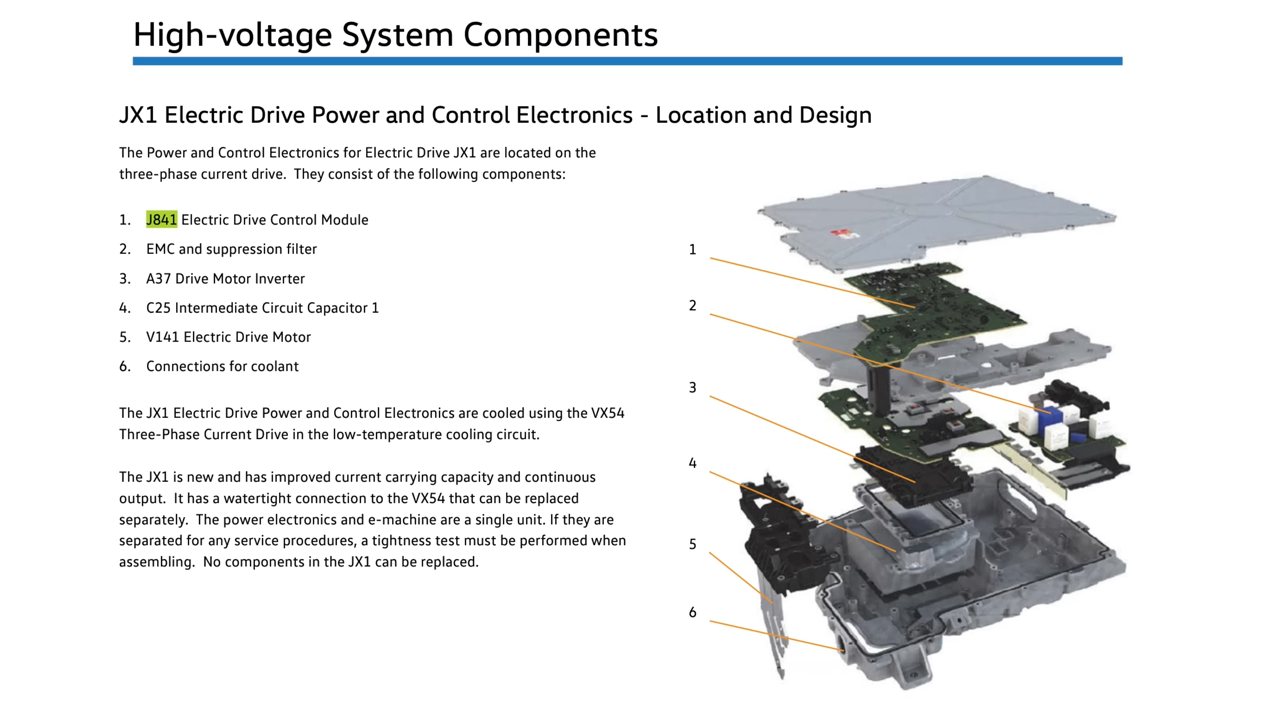 High-voltage System Components
JX1 Electric Drive Power and Control Electronics - Location and Design
The Power and Control Electronics for Electric Drive JX1 are located on the
three-phase current drive. They consist of the following components:
1. J841 Electric Drive Control Module
2. EMC and suppression filter
3. A37 Drive Motor Inverter
4. C25 Intermediate Circuit Capacitor 1
5. V141 Electric Drive Motor
6. Connections for coolant
The JX1 Electric Drive Power and Control Electronics are cooled using the VX54
Three-Phase Current Drive in the low-temperature cooling circuit.
The JX1 is new and has improved current carrying capacity and continuous
output. It has a watertight connection to the VX54 that can be replaced
separately. The power electronics and e-machine are a single unit. If they are
separated for any service procedures, a tightness test must be performed when
assembling. No components in the JX1 can be replaced.
1
2
3
4
5
6